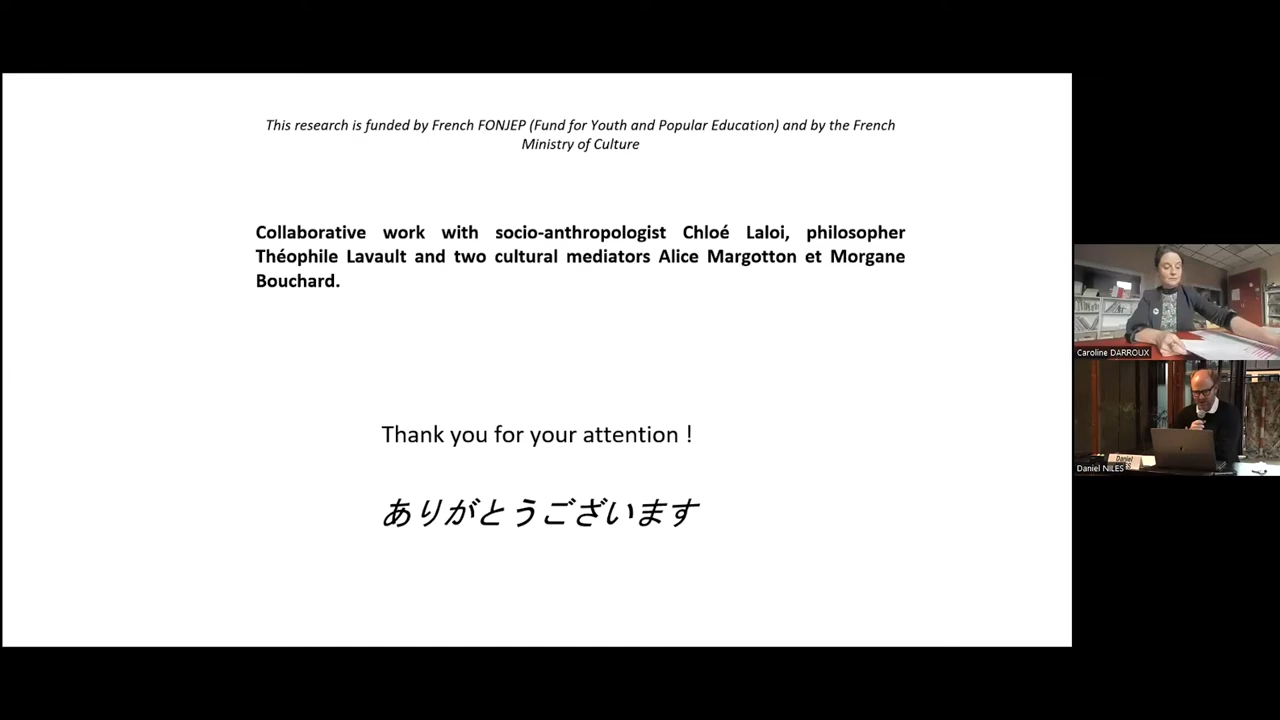 This research is funded by French FONJEP (Fund for Youth and Popular Education) and by the French
Ministry of Culture
Collaborative work with socio-anthropologist Chloé Laloi, philosopher
Théophile Lavault and two cultural mediators Alice Margotton et Morgane
Bouchard.
Thank you for your attention !
ありがとうございます
Caroline DARROUX
Daniel
Daniel NILES